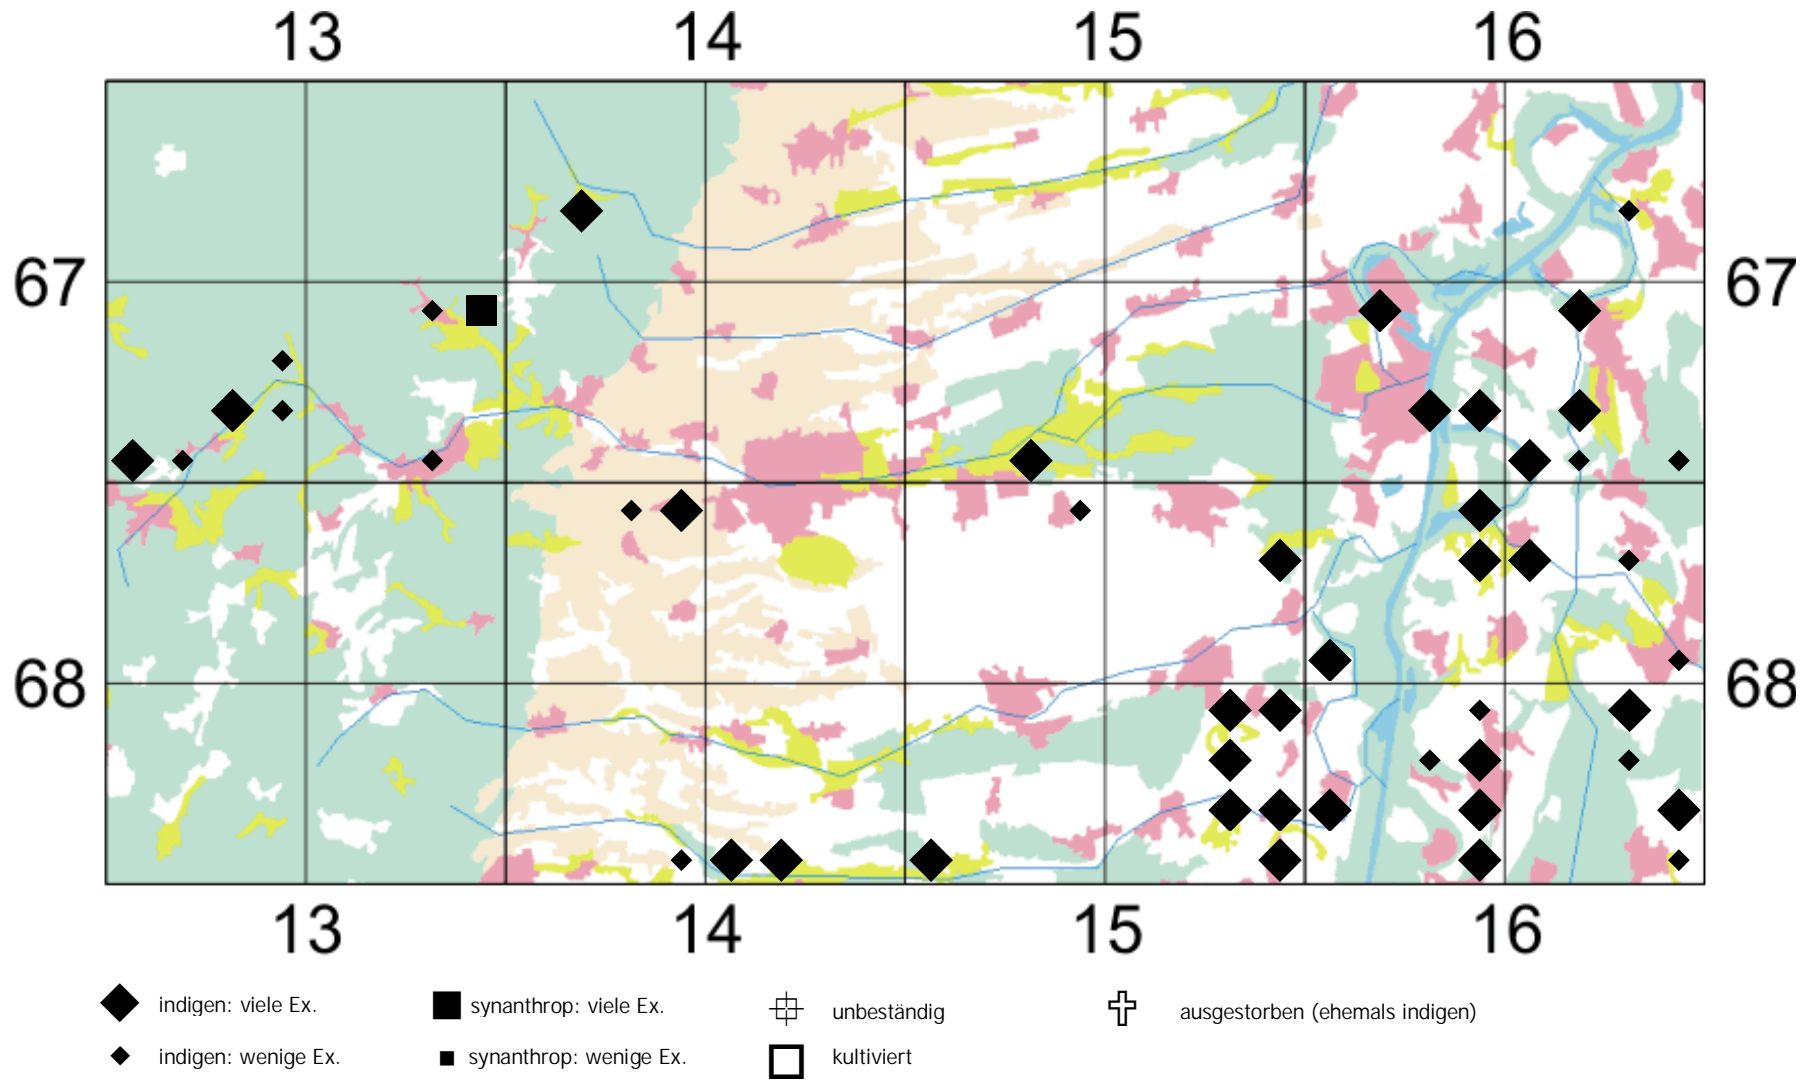 13 14 15 16
67 67
68 68
13 14 15 16
indigen: viele Ex. synanthrop: viele Ex. unbeständig ausgestorben (ehemals indigen)
indigen: wenige Ex. synanthrop: wenige Ex. kultiviert